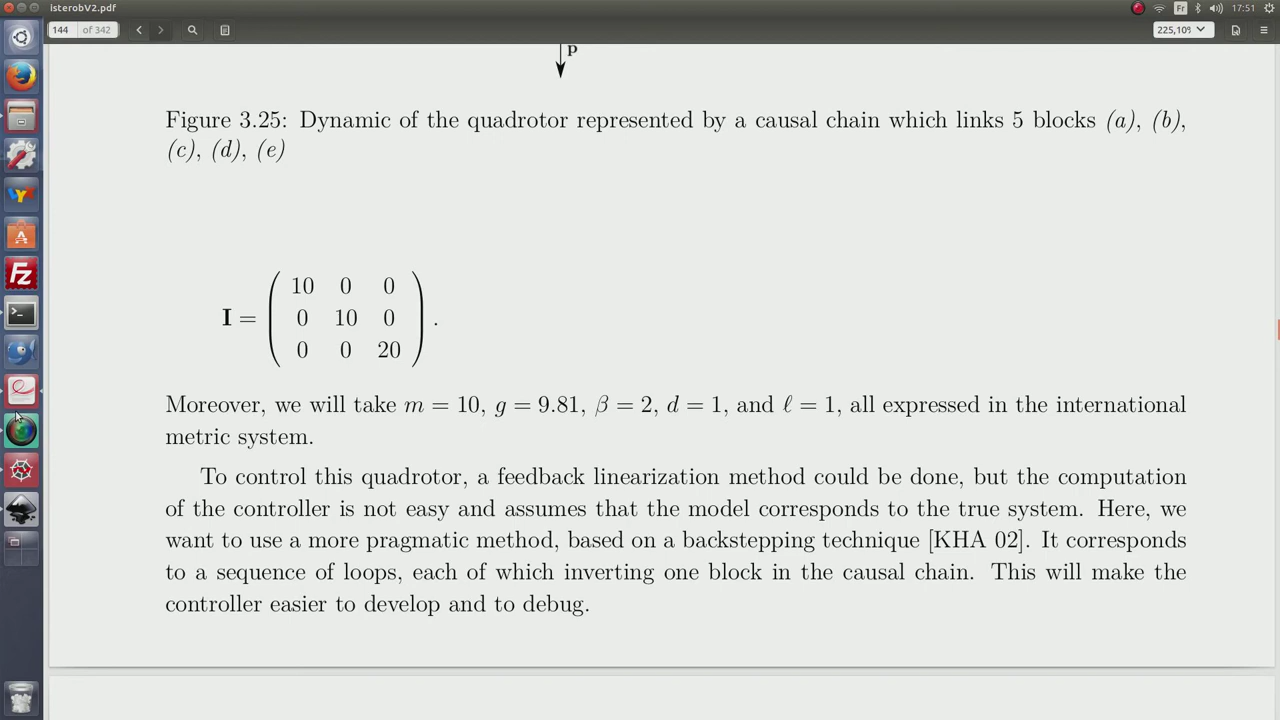 isterobV2.pdf
Fr
17:51
144 of 342
225,10%
p
Figure 3.25: Dynamic of the quadrotor represented by a causal chain which links 5 blocks (a), (b),
(c), (d), (e)
10 0 0
I = 0 10 0 .
0 0 20
Moreover, we will take m = 10, g = 9.81, β = 2, d = 1, and ℓ = 1, all expressed in the international
metric system.
To control this quadrotor, a feedback linearization method could be done, but the computation
of the controller is not easy and assumes that the model corresponds to the true system. Here, we
want to use a more pragmatic method, based on a backstepping technique [KHA 02]. It corresponds
to a sequence of loops, each of which inverting one block in the causal chain. This will make the
controller easier to develop and to debug.